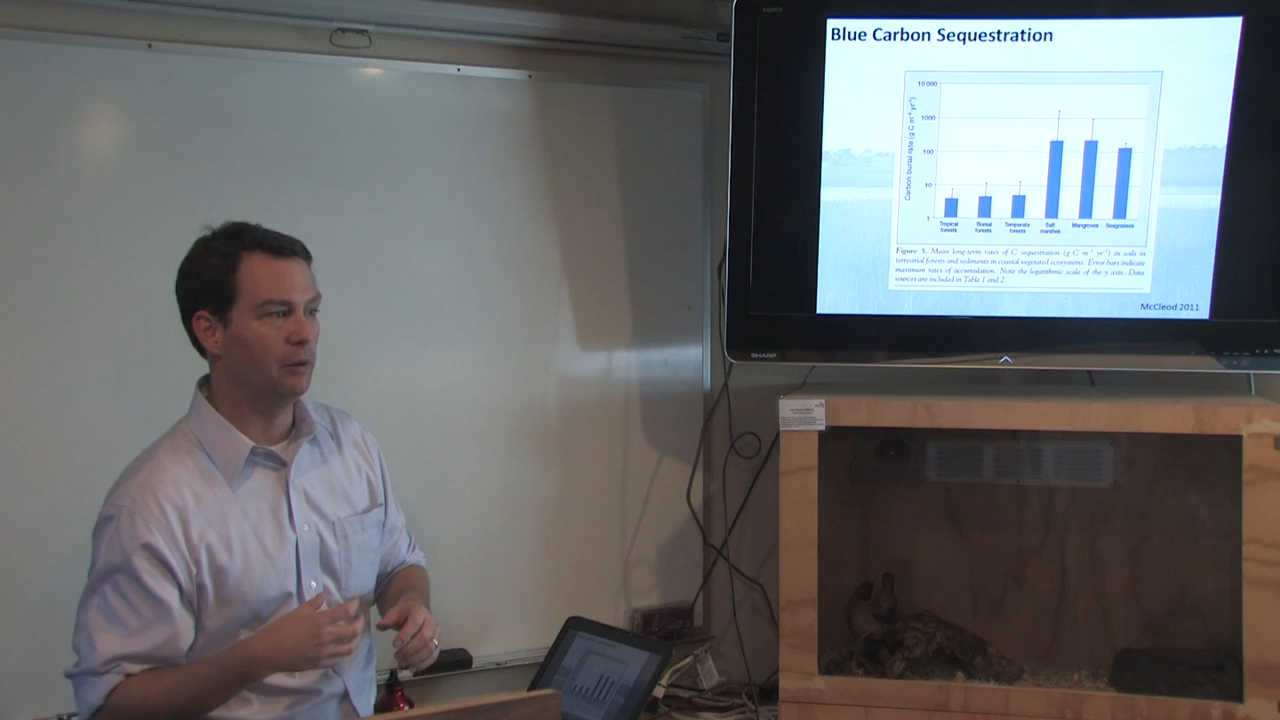 Blue Carbon Sequestration
10 000
1000
100
10
1
Carbon burial rate (g C m⁻² yr⁻¹)
Tropical forests
Boreal forests
Temperate forests
Salt marshes
Mangroves
Seagrasses
Figure 5. Mean long-term rates of C sequestration (g C m⁻² yr⁻¹) in soils in
terrestrial forests and sediments in coastal vegetated ecosystems. Error bars indicate
maximum rates of accumulation. Note the logarithmic scale of the y axis. Data
sources are included in Table 1 and 2.
McCleod 2011
SHARP